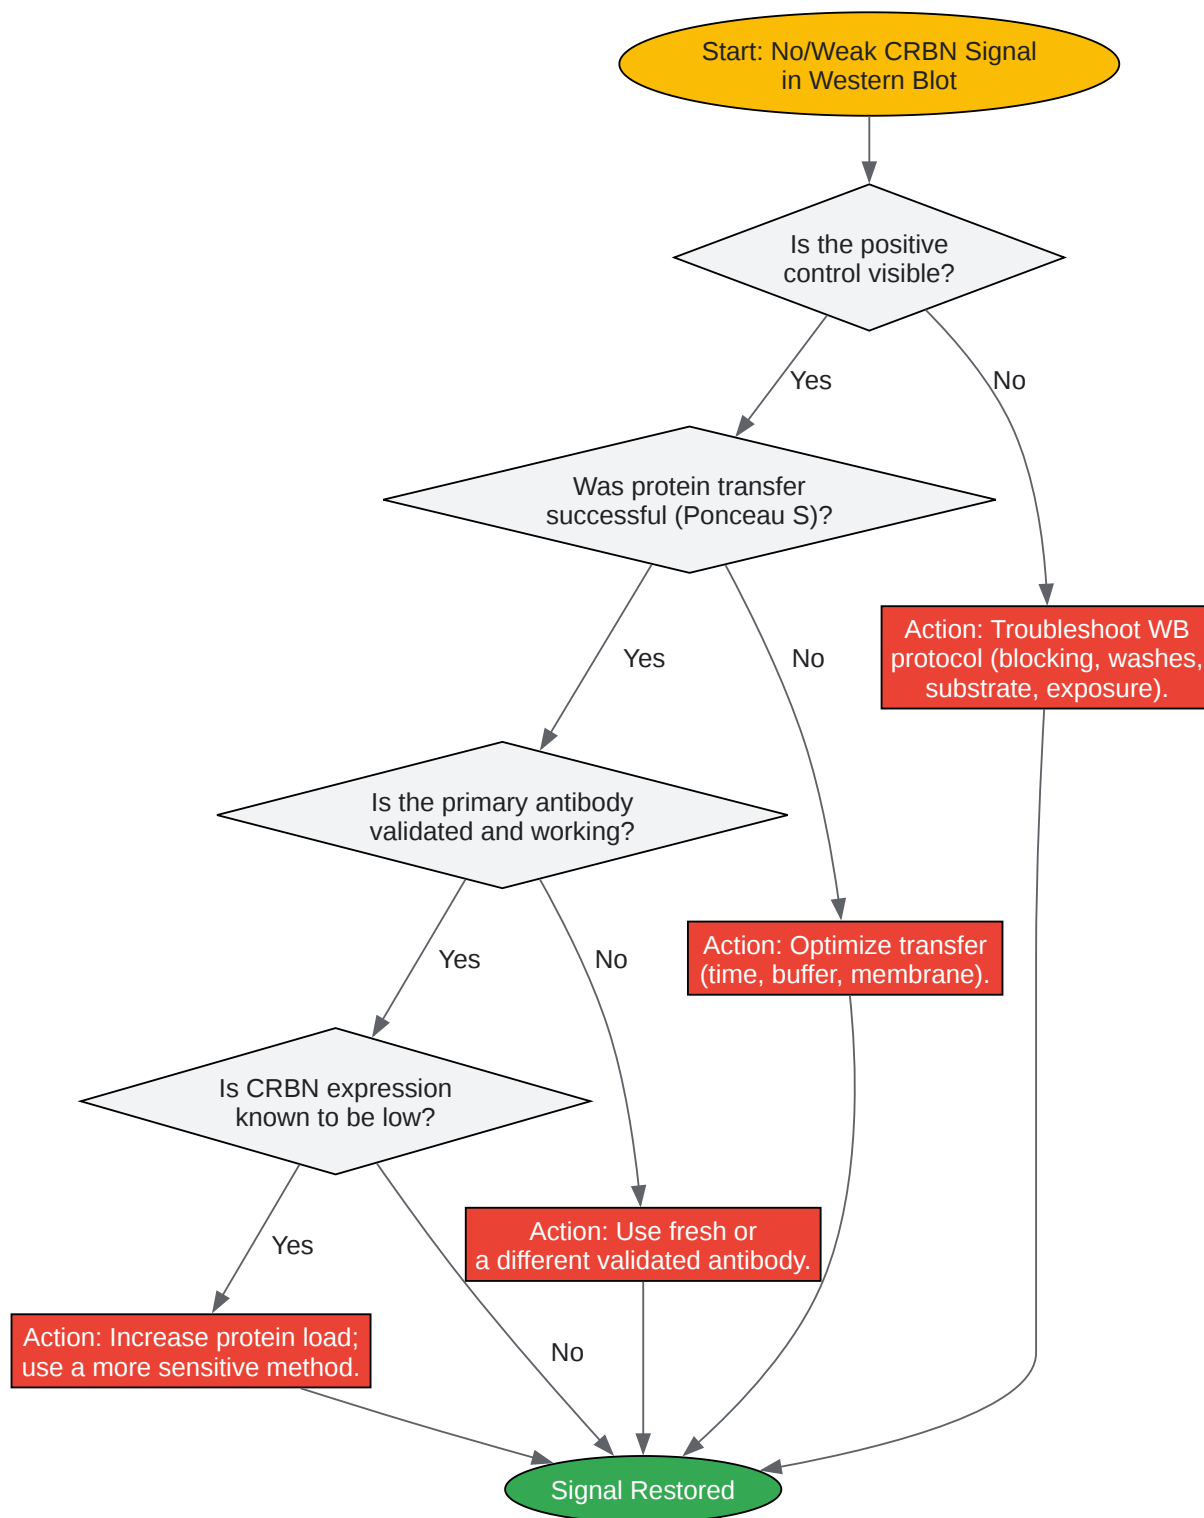 Start: No/Weak CRBN Signal
in Western Blot
Is the positive
control visible?
Yes
No
Was protein transfer
successful (Ponceau S)?
Yes
No
Action: Troubleshoot WB
protocol (blocking, washes,
substrate, exposure).
Is the primary antibody
validated and working?
Yes
No
Action: Optimize transfer
(time, buffer, membrane).
Is CRBN expression
known to be low?
Yes
No
Action: Use fresh or
a different validated antibody.
Action: Increase protein load;
use a more sensitive method.
Signal Restored